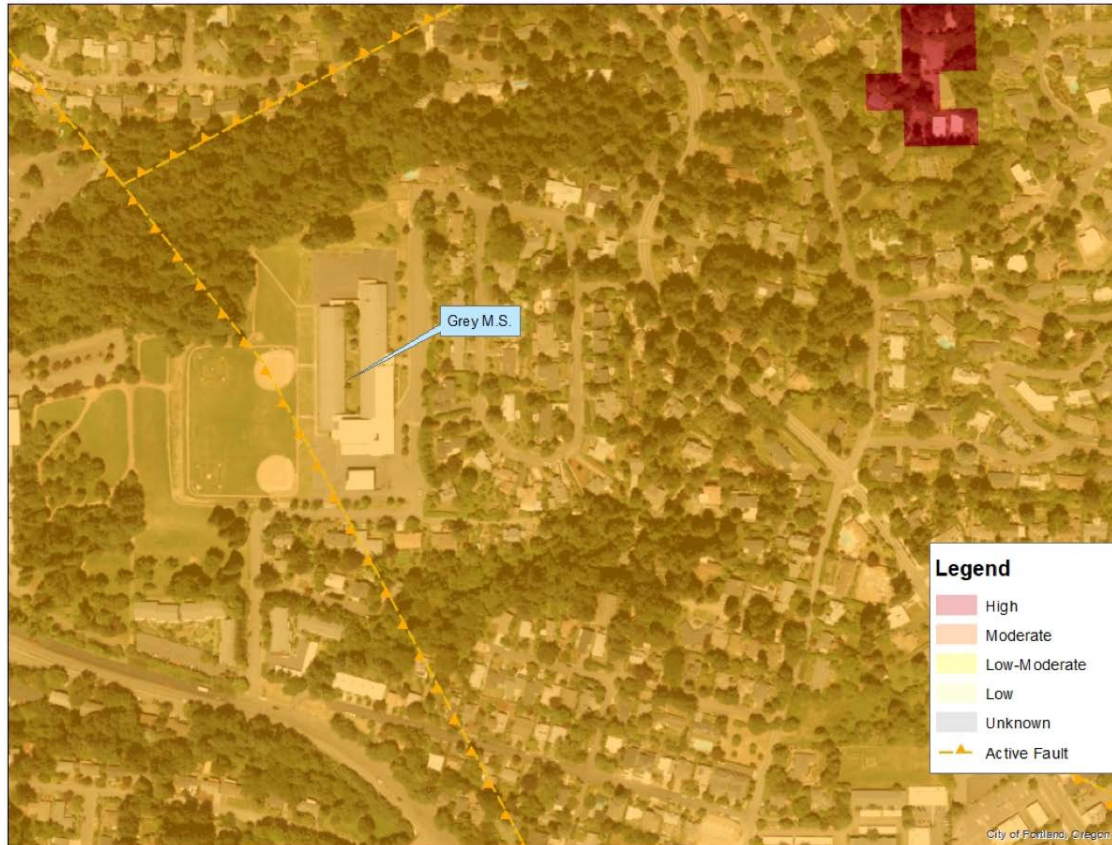 Grey M.S.
Legend
High
Moderate
Low-Moderate
Low
Unknown
Active Fault
City of Portland, Oregon